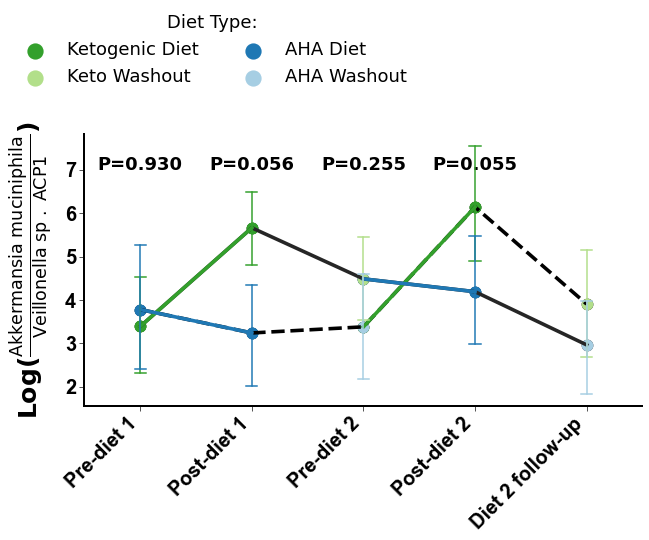 Diet Type:
Ketogenic Diet AHA Diet
Keto Washout AHA Washout
Log(
Akkermansia muciniphila
Veillonella sp . ACP1
)
P=0.930 P=0.056 P=0.255 P=0.055
7
6
5
4
3
2
Pre-diet 1
Post-diet 1
Pre-diet 2
Post-diet 2
Diet 2 follow-up